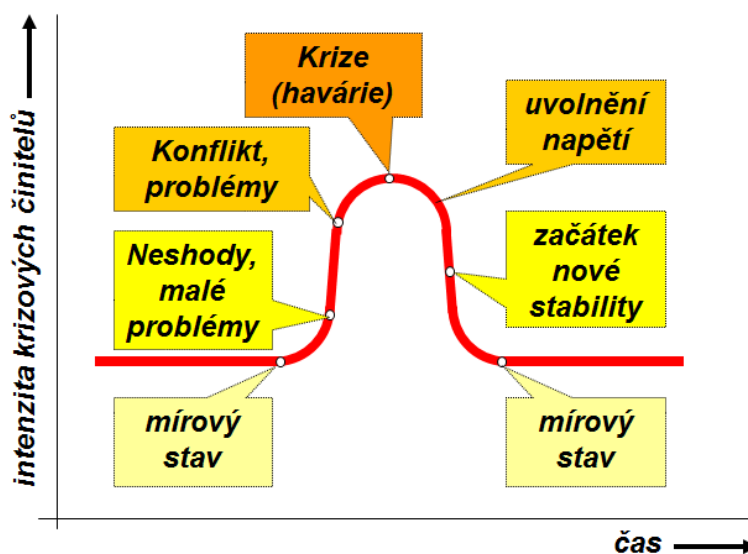 intenzita krizových činitelů
Krize
(havárie)
uvolnění
napětí
Konflikt,
problémy
Neshody,
malé
problémy
začátek
nové
stability
mírový
stav
mírový
stav
čas